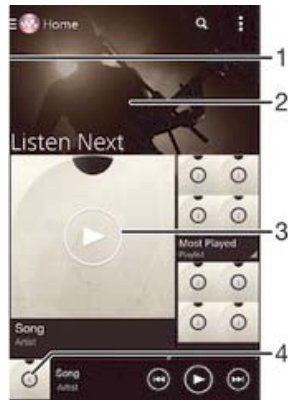 Home
1
2
Listen Next
3
Most Played
Playlist
Song
Artist
4
Song
Artist